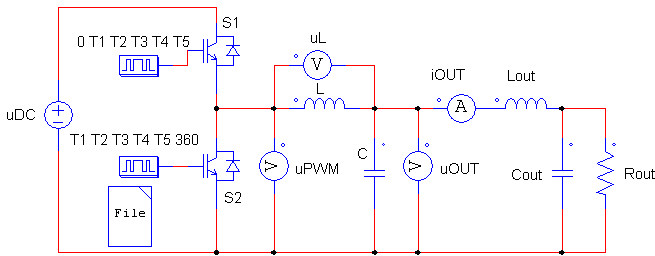 S1
0 T1 T2 T3 T4 T5
uL
V
L
iOUT
A
Lout
uDC
T1 T2 T3 T4 T5 360
V
uPWM
C
V
uOUT
Cout
Rout
S2
File